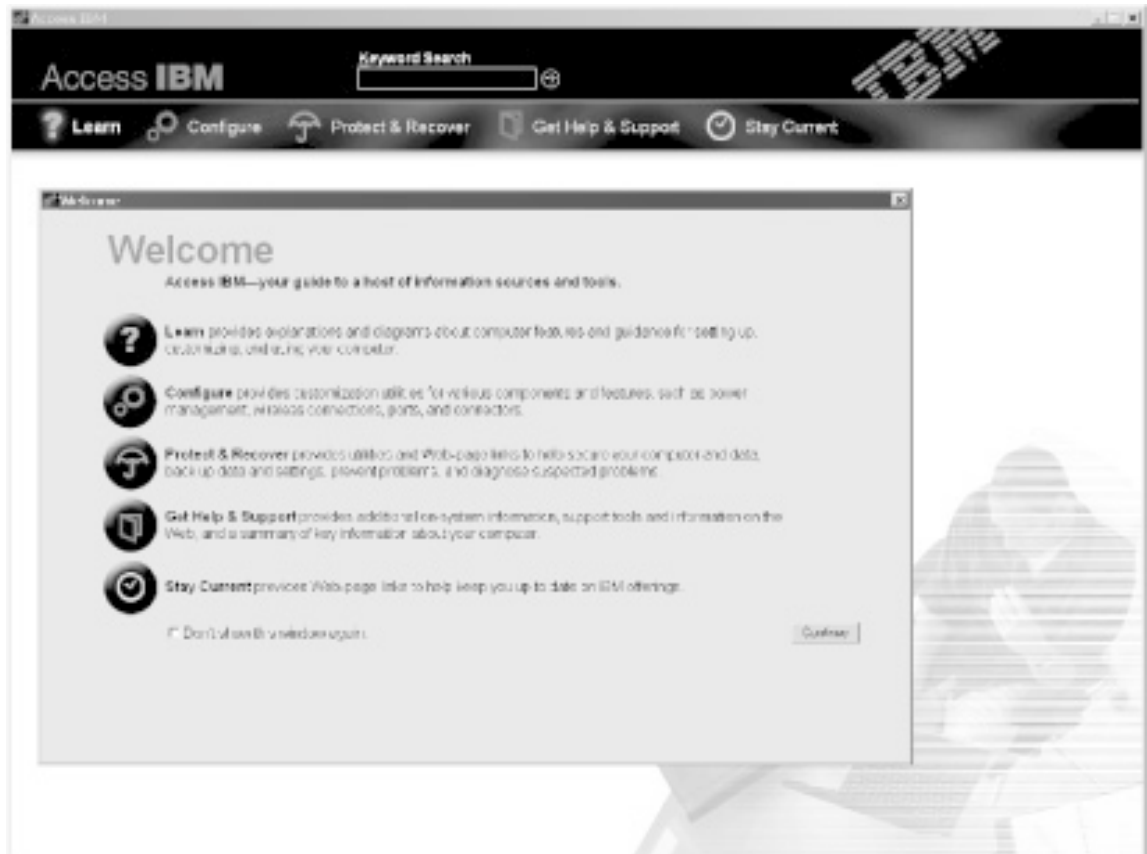 Access IBM
Keyword Search
Access IBM
IBM
Learn Configure Protect & Recover Get Help & Support Stay Current
Welcome
Welcome
Access IBM—your guide to a host of information sources and tools.
Learn provides explanations and diagrams about computer features and guidance for setting up,
customizing, and using your computer.
Configure provides customization utilities for various components and features, such as power
management, wireless connections, ports, and connectors.
Protect & Recover provides utilities and Web-page links to help secure your computer and data,
back up data and settings, prevent problems, and diagnose suspected problems.
Get Help & Support provides additional on-system information, support tools and information on the
Web, and a summary of key information about your computer.
Stay Current provides Web-page links to help keep you up to date on IBM offerings.
Don't show this window again.
Continue